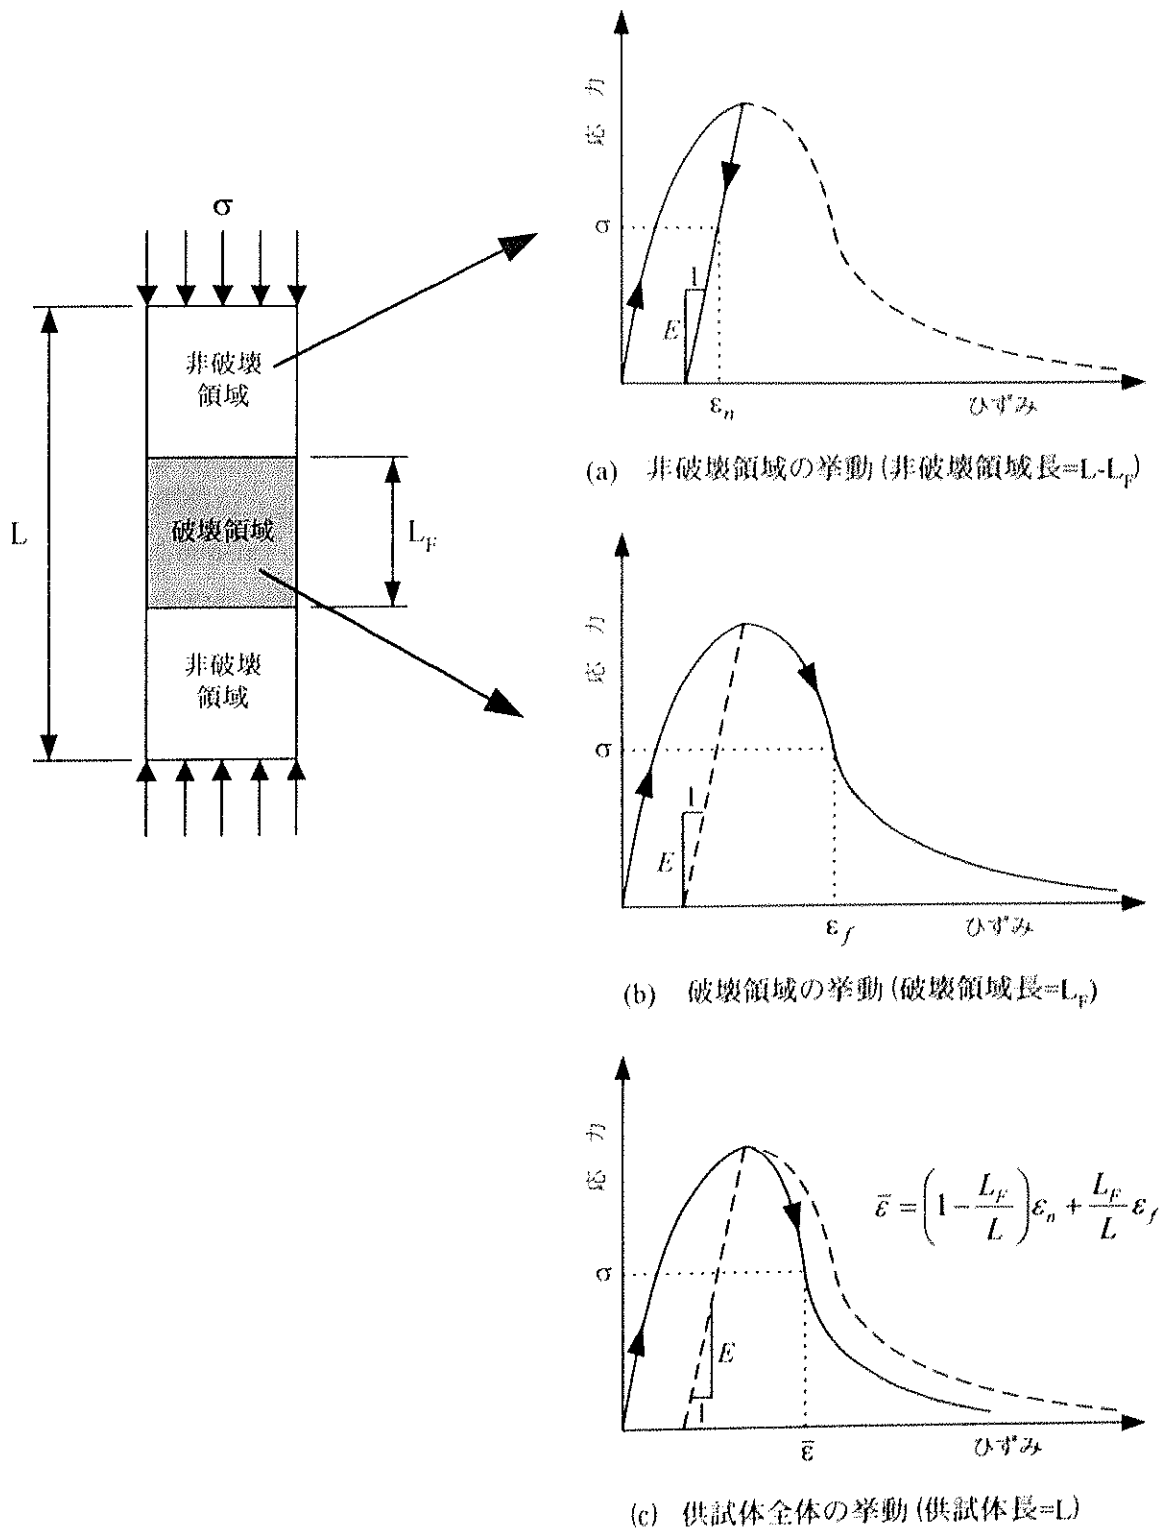 σ
非破壊
領域
破壊領域
非破壊
領域
L
L_F
応 力
σ
1
E
ε_n
ひずみ
(a) 非破壊領域の挙動 (非破壊領域長=L-L_F)
応 力
σ
1
E
ε_f
ひずみ
(b) 破壊領域の挙動 (破壊領域長=L_F)
応 力
σ
E
1
ε̄
ひずみ
ε̄ = (1 - L_F/L) ε_n + L_F/L ε_f
(c) 供試体全体の挙動 (供試体長=L)